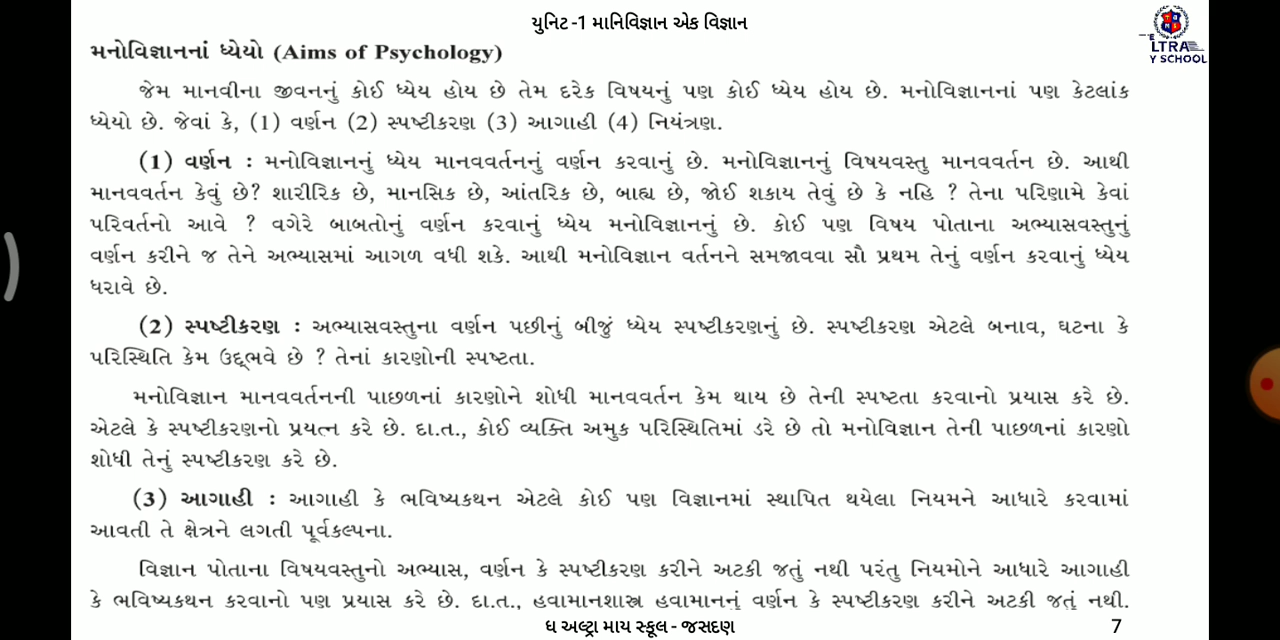 યુનિટ -1 માનિવિજ્ઞાન એક વિજ્ઞાન
LTRA
Y SCHOOL
મનોવિજ્ઞાનનાં ધ્યેયો (Aims of Psychology)
જેમ માનવીના જીવનનું કોઈ ધ્યેય હોય છે તેમ દરેક વિષયનું પણ કોઈ ધ્યેય હોય છે. મનોવિજ્ઞાનનાં પણ કેટલાંક
ધ્યેયો છે. જેવાં કે, (1) વર્ણન (2) સ્પષ્ટીકરણ (3) આગાહી (4) નિયંત્રણ.
(1) વર્ણન : મનોવિજ્ઞાનનું ધ્યેય માનવવર્તનનું વર્ણન કરવાનું છે. મનોવિજ્ઞાનનું વિષયવસ્તુ માનવવર્તન છે. આથી
માનવવર્તન કેવું છે? શારીરિક છે, માનસિક છે, આંતરિક છે, બાહ્ય છે, જોઈ શકાય તેવું છે કે નહિ ? તેના પરિણામે કેવાં
પરિવર્તનો આવે ? વગેરે બાબતોનું વર્ણન કરવાનું ધ્યેય મનોવિજ્ઞાનનું છે. કોઈ પણ વિષય પોતાના અભ્યાસવસ્તુનું
વર્ણન કરીને જ તેને અભ્યાસમાં આગળ વધી શકે. આથી મનોવિજ્ઞાન વર્તનને સમજાવવા સૌ પ્રથમ તેનું વર્ણન કરવાનું ધ્યેય
ધરાવે છે.
(2) સ્પષ્ટીકરણ : અભ્યાસવસ્તુના વર્ણન પછીનું બીજું ધ્યેય સ્પષ્ટીકરણનું છે. સ્પષ્ટીકરણ એટલે બનાવ, ઘટના કે
પરિસ્થિતિ કેમ ઉદ્ભવે છે ? તેનાં કારણોની સ્પષ્ટતા.
મનોવિજ્ઞાન માનવવર્તનની પાછળનાં કારણોને શોધી માનવવર્તન કેમ થાય છે તેની સ્પષ્ટતા કરવાનો પ્રયાસ કરે છે.
એટલે કે સ્પષ્ટીકરણનો પ્રયત્ન કરે છે. દા.ત., કોઈ વ્યક્તિ અમુક પરિસ્થિતિમાં ડરે છે તો મનોવિજ્ઞાન તેની પાછળનાં કારણો
શોધી તેનું સ્પષ્ટીકરણ કરે છે.
(3) આગાહી : આગાહી કે ભવિષ્યકથન એટલે કોઈ પણ વિજ્ઞાનમાં સ્થાપિત થયેલા નિયમને આધારે કરવામાં
આવતી તે ક્ષેત્રને લગતી પૂર્વકલ્પના.
વિજ્ઞાન પોતાના વિષયવસ્તુનો અભ્યાસ, વર્ણન કે સ્પષ્ટીકરણ કરીને અટકી જતું નથી પરંતુ નિયમોને આધારે આગાહી
કે ભવિષ્યકથન કરવાનો પણ પ્રયાસ કરે છે. દા.ત., હવામાનશાસ્ત્ર હવામાનનું વર્ણન કે સ્પષ્ટીકરણ કરીને અટકી જતું નથી.
ધ અલ્ટ્રા માય સ્કૂલ - જસદણ
7